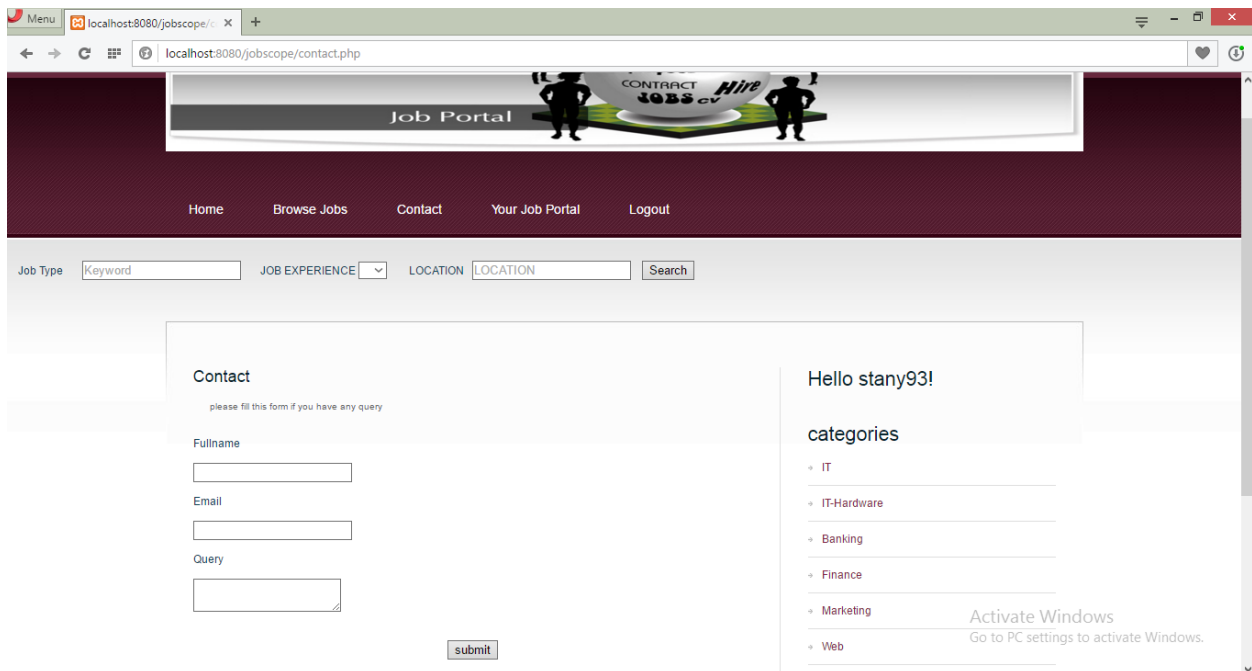 Menu
localhost:8080/jobscope/c
localhost:8080/jobscope/contact.php
CONTRACT Hire
JOBS cv
Job Portal
Home Browse Jobs Contact Your Job Portal Logout
Job Type Keyword JOB EXPERIENCE LOCATION LOCATION Search
Contact
please fill this form if you have any query
Fullname
Email
Query
submit
Hello stany93!
categories
IT
IT-Hardware
Banking
Finance
Marketing
Web
Activate Windows
Go to PC settings to activate Windows.